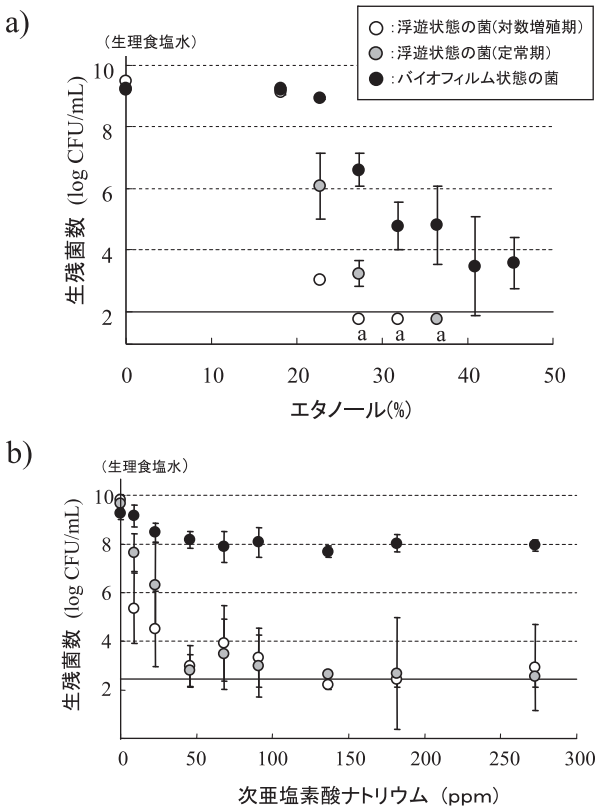 a)
(生理食塩水)
○ : 浮遊状態の菌(対数増殖期)
● : 浮遊状態の菌(定常期)
● : バイオフィルム状態の菌
生残菌数 (log CFU/mL)
10
8
6
4
2
a a a
0 10 20 30 40 50
エタノール(%)
b)
(生理食塩水)
生残菌数 (log CFU/mL)
10
8
6
4
2
0 50 100 150 200 250 300
次亜塩素酸ナトリウム (ppm)